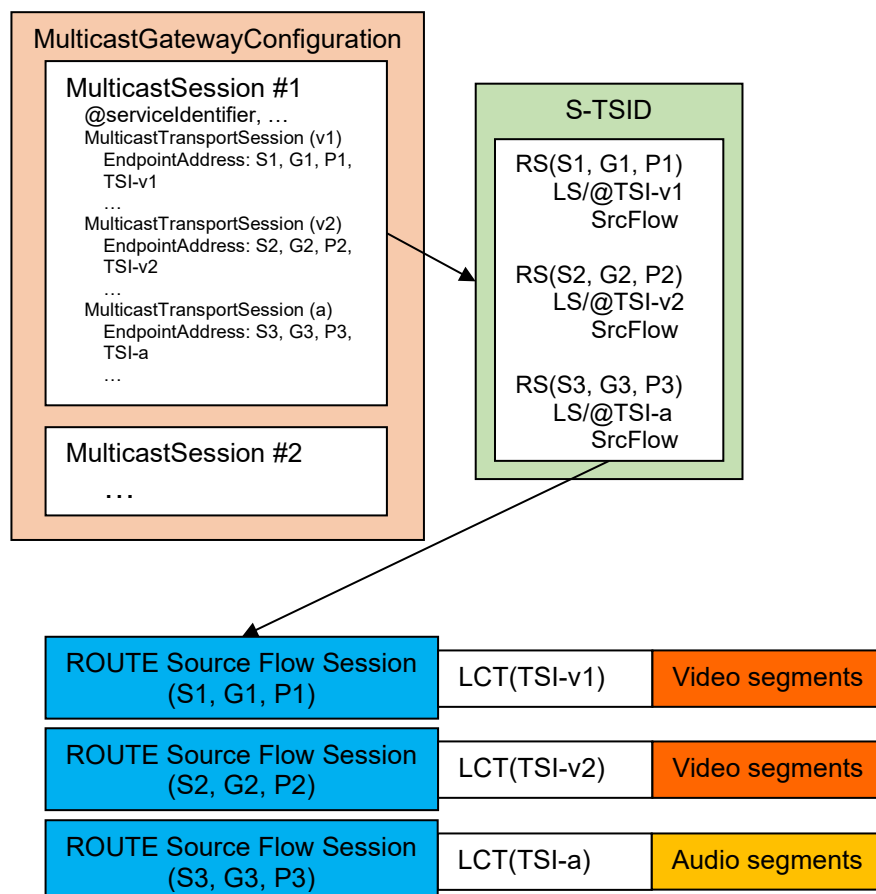 MulticastGatewayConfiguration
MulticastSession #1
@serviceIdentifier, …
MulticastTransportSession (v1)
EndpointAddress: S1, G1, P1,
TSI-v1
…
MulticastTransportSession (v2)
EndpointAddress: S2, G2, P2,
TSI-v2
…
MulticastTransportSession (a)
EndpointAddress: S3, G3, P3,
TSI-a
…
MulticastSession #2
…
S-TSID
RS(S1, G1, P1)
LS/@TSI-v1
SrcFlow
RS(S2, G2, P2)
LS/@TSI-v2
SrcFlow
RS(S3, G3, P3)
LS/@TSI-a
SrcFlow
ROUTE Source Flow Session
(S1, G1, P1)
LCT(TSI-v1)
Video segments
ROUTE Source Flow Session
(S2, G2, P2)
LCT(TSI-v2)
Video segments
ROUTE Source Flow Session
(S3, G3, P3)
LCT(TSI-a)
Audio segments